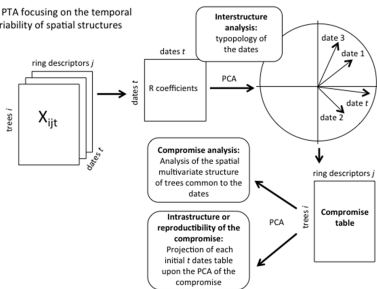 PTA focusing on the temporal
riability of spatial structures
Interstructure
analysis:
typopology of
the dates
ring descriptors j
trees i
Xijt
dates t
dates t
dates t
R coefficients
PCA
date 3
date 1
date t
date 2
Compromise analysis:
Analysis of the spatial
multivariate structure
of trees common to the
dates
Intrastructure or
reproductibility of the
compromise:
Projection of each
initial t dates table
upon the PCA of the
compromise
PCA
ring descriptors j
trees i
Compromise
table